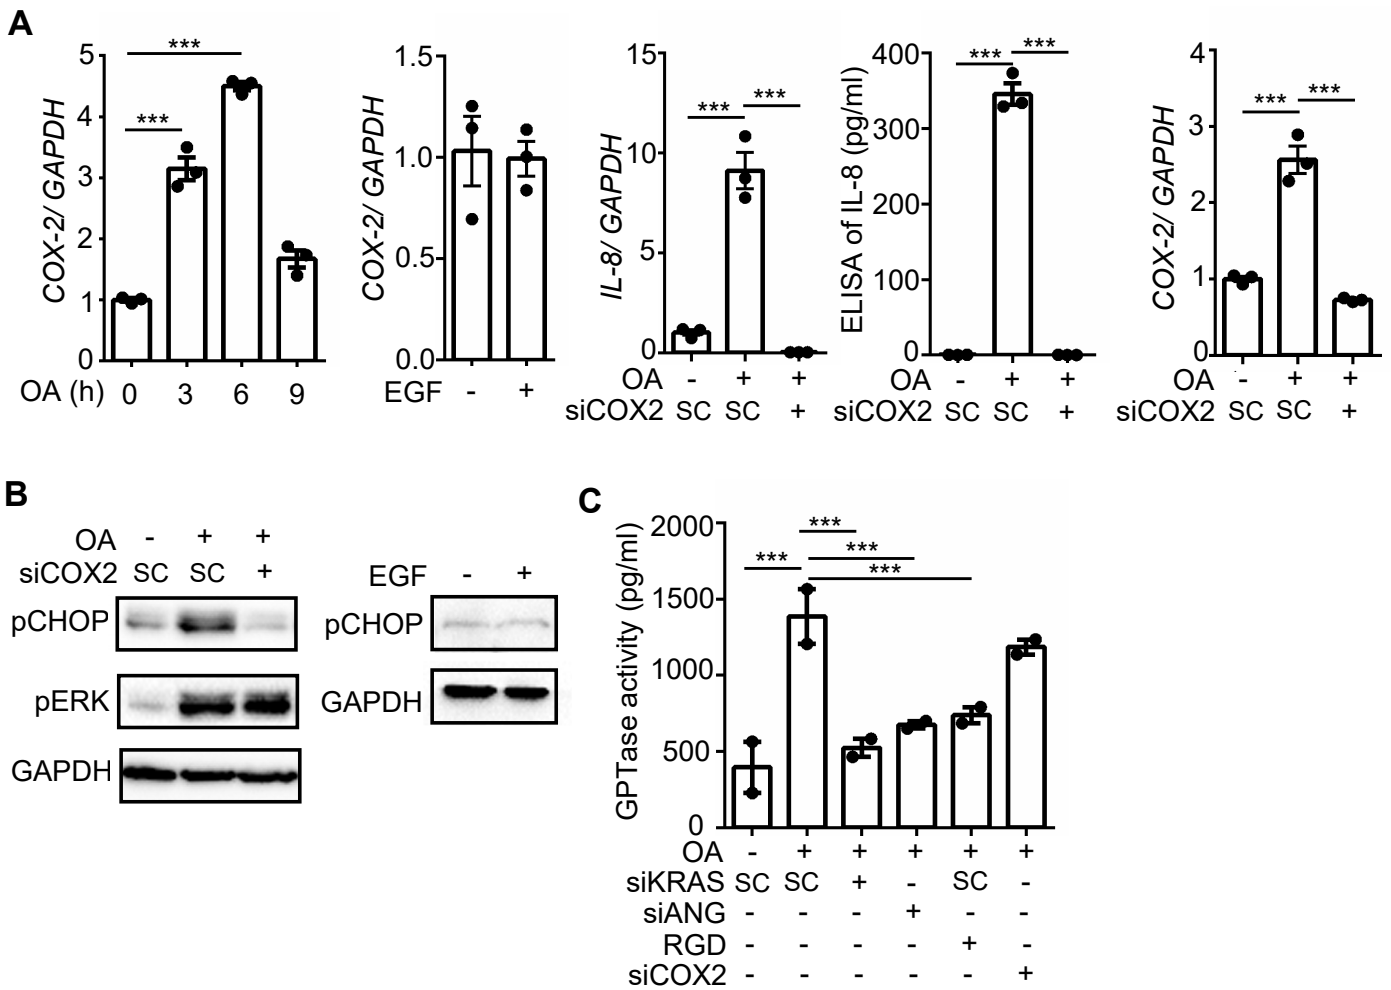 A
COX-2/ GAPDH
5
4
3
2
1
0
***
***
OA (h) 0 3 6 9
COX-2/ GAPDH
1.5
1.0
0.5
0.0
EGF - +
IL-8/ GAPDH
15
10
5
0
*** ***
OA - + +
siCOX2 SC SC +
ELISA of IL-8 (pg/ml)
400
300
200
100
0
*** ***
OA - + +
siCOX2 SC SC +
COX-2/ GAPDH
4
3
2
1
0
*** ***
OA - + +
siCOX2 SC SC +
B
OA - + +
siCOX2 SC SC +
pCHOP
pERK
GAPDH
EGF - +
pCHOP
GAPDH
C
GPTase activity (pg/ml)
2000
1500
1000
500
0
***
***
***
***
OA - + + + + +
siKRAS SC SC + - SC -
siANG - - - + - -
RGD - - - - + -
siCOX2 - - - - - +